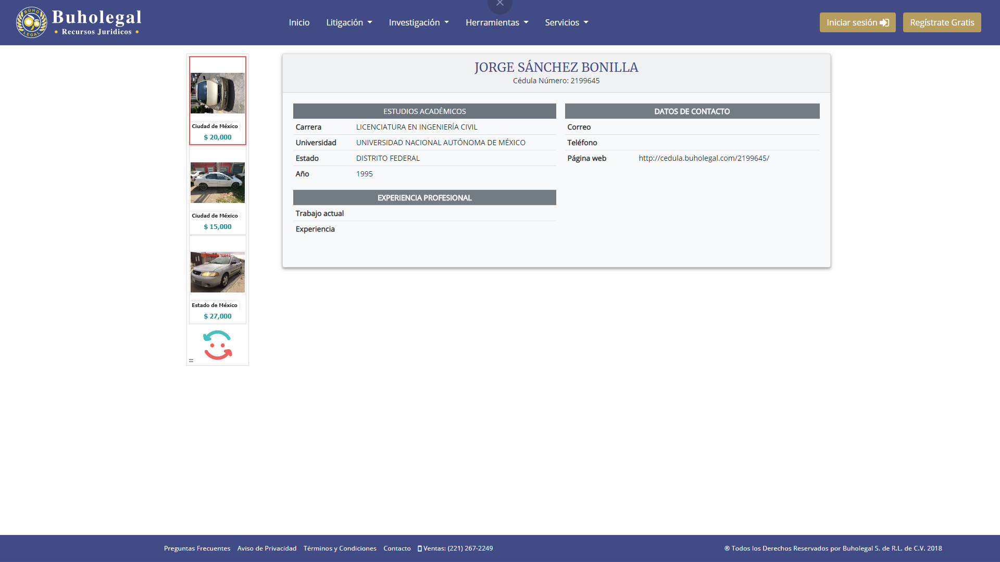 Buholegal
• Recursos Jurídicos •
BÚHO
LEGAL
Inicio
Litigación
Investigación
Herramientas
Servicios
Iniciar sesión
Regístrate Gratis
Ciudad de México
$ 20,000
Ciudad de México
$ 15,000
Estado de México
$ 27,000
JORGE SÁNCHEZ BONILLA
Cédula Número: 2199645
ESTUDIOS ACADÉMICOS
Carrera LICENCIATURA EN INGENIERÍA CIVIL
Universidad UNIVERSIDAD NACIONAL AUTÓNOMA DE MÉXICO
Estado DISTRITO FEDERAL
Año 1995
EXPERIENCIA PROFESIONAL
Trabajo actual
Experiencia
DATOS DE CONTACTO
Correo
Teléfono
Página web http://cedula.buholegal.com/2199645/
Preguntas Frecuentes Aviso de Privacidad Términos y Condiciones Contacto Ventas: (221) 267-2249
® Todos los Derechos Reservados por Buholegal S. de R.L. de C.V. 2018